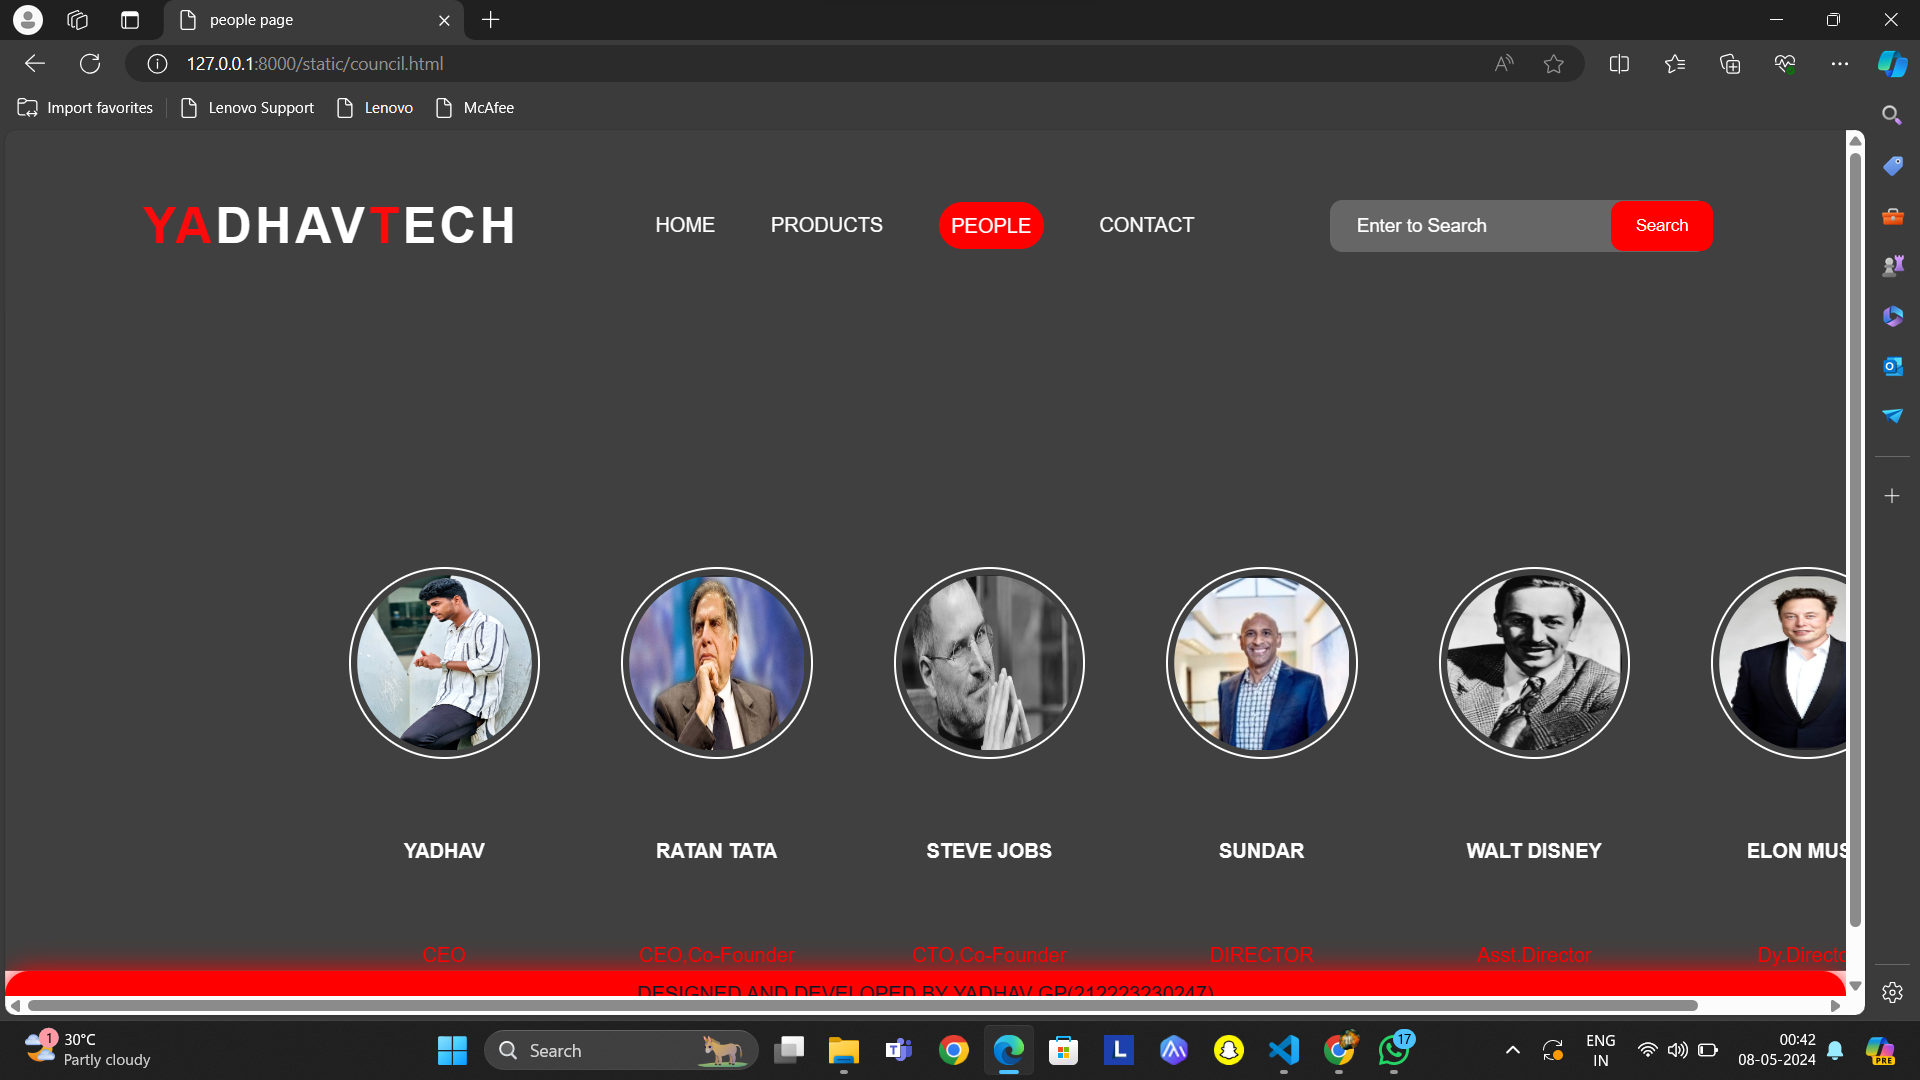 people page
127.0.0.1:8000/static/council.html
Import favorites
Lenovo Support
Lenovo
McAfee
YADHAVTECH
HOME
PRODUCTS
PEOPLE
CONTACT
Enter to Search
Search
YADHAV
RATAN TATA
STEVE JOBS
SUNDAR
WALT DISNEY
ELON MUS
CEO
CEO,Co-Founder
CTO,Co-Founder
DIRECTOR
Asst.Director
Dy.Directo
DESIGNED AND DEVELOPED BY YADHAV GP(212223230247)
1
30°C
Partly cloudy
Search
L
17
ENG
IN
00:42
08-05-2024
PRE